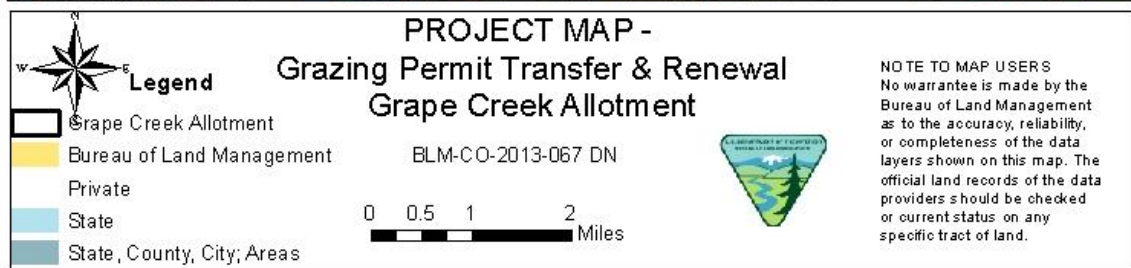 PROJECT MAP -
Grazing Permit Transfer & Renewal
Grape Creek Allotment
BLM-CO-2013-067 DN
N
W
E
S
Legend
Grape Creek Allotment
Bureau of Land Management
Private
State
State, County, City; Areas
0 0.5 1 2
Miles
NOTE TO MAP USERS
No warrantee is made by the
Bureau of Land Management
as to the accuracy, reliability,
or completeness of the data
layers shown on this map. The
official land records of the data
providers should be checked
or current status on any
specific tract of land.